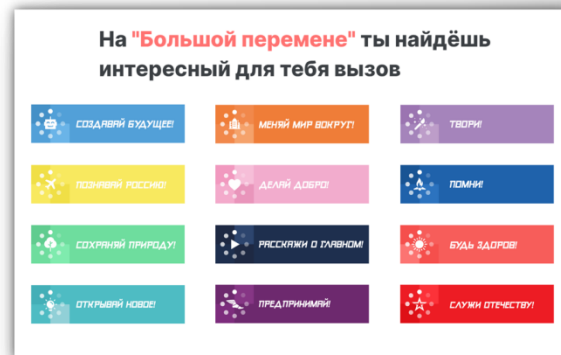 На "Большой перемене" ты найдёшь
интересный для тебя вызов
СОЗДАВАЙ БУДУЩЕЕ!
МЕНЯЙ МИР ВОКРУГ!
ТВОРИ!
ПОЗНАВАЙ РОССИЮ!
ДЕЛАЙ ДОБРО!
ПОМНИ!
СОХРАНЯЙ ПРИРОДУ!
РАССКАЖИ О ГЛАВНОМ!
БУДЬ ЗДОРОВ!
ОТКРЫВАЙ НОВОЕ!
ПРЕДПРИНИМАЙ!
СЛУЖИ ОТЕЧЕСТВУ!